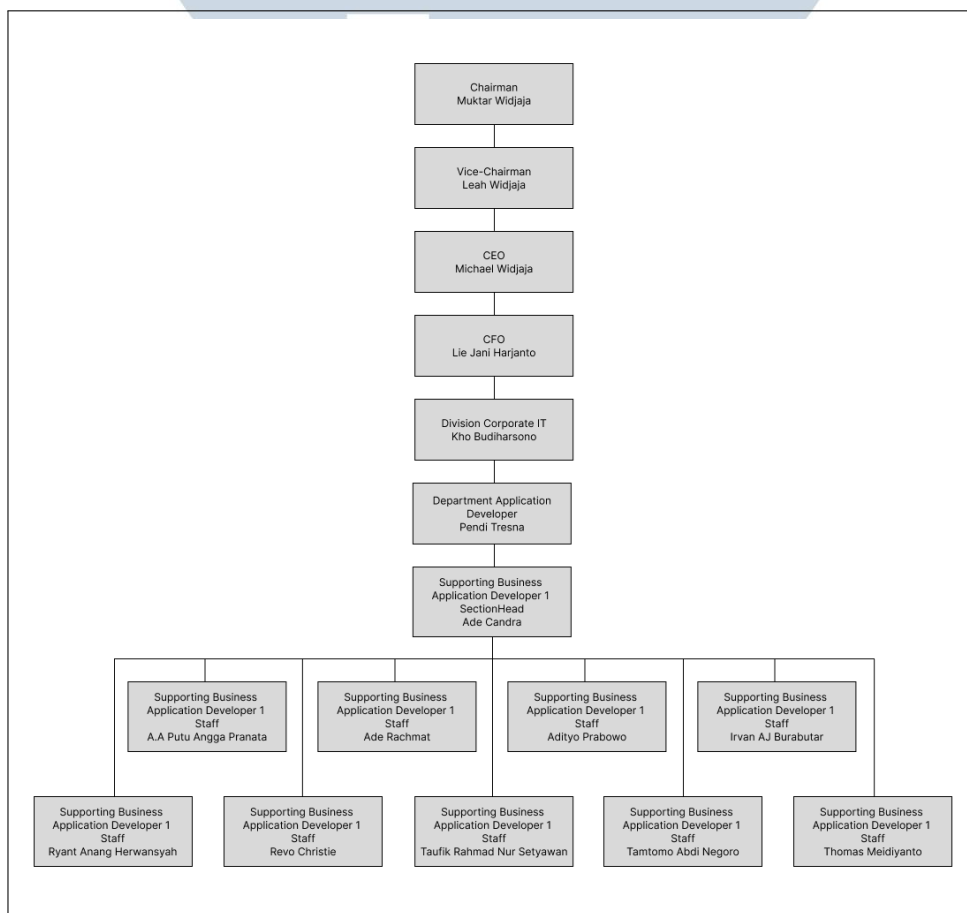 Chairman
Muktar Widjaja
Vice-Chairman
Leah Widjaja
CEO
Michael Widjaja
CFO
Lie Jani Harjanto
Division Corporate IT
Kho Budiharsono
Department Application
Developer
Pendi Tresna
Supporting Business
Application Developer 1
SectionHead
Ade Candra
Supporting Business
Application Developer 1
Staff
A.A Putu Angga Pranata
Supporting Business
Application Developer 1
Staff
Ade Rachmat
Supporting Business
Application Developer 1
Staff
Adityo Prabowo
Supporting Business
Application Developer 1
Staff
Irvan AJ Burabutar
Supporting Business
Application Developer 1
Staff
Ryant Anang Herwansyah
Supporting Business
Application Developer 1
Staff
Revo Christie
Supporting Business
Application Developer 1
Staff
Taufik Rahmad Nur Setyawan
Supporting Business
Application Developer 1
Staff
Tamtomo Abdi Negoro
Supporting Business
Application Developer 1
Staff
Thomas Meidiyanto